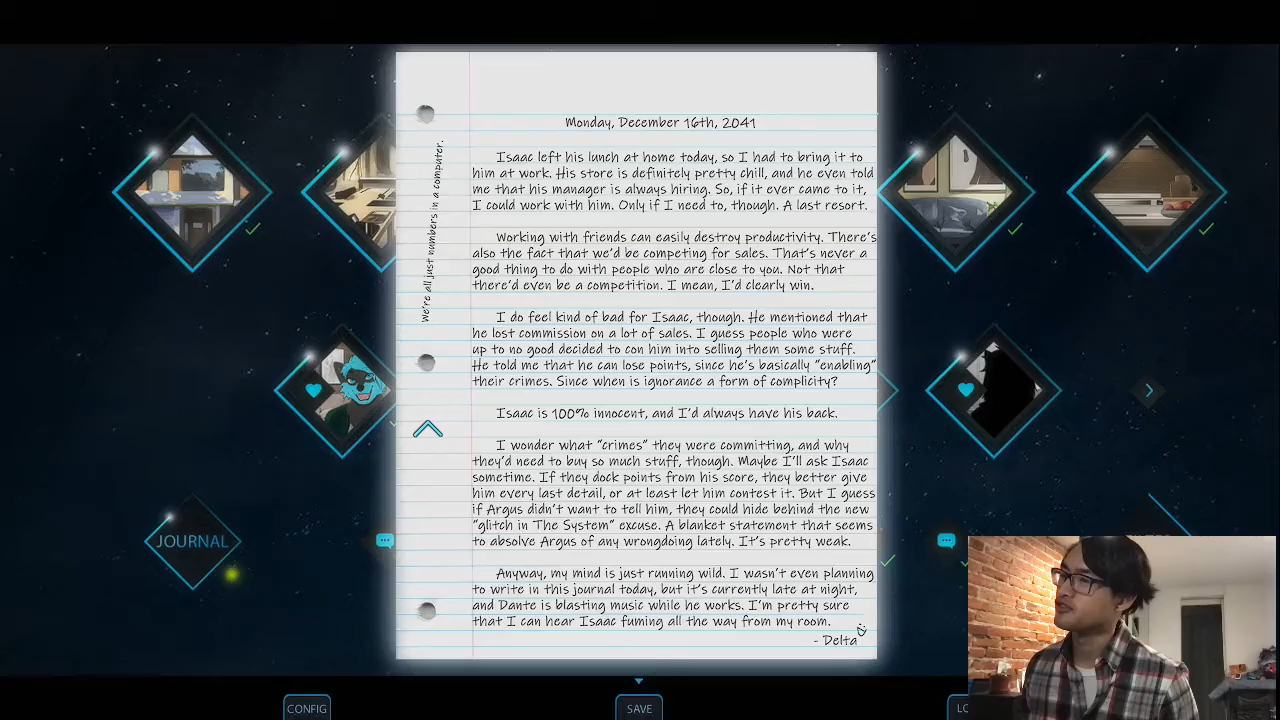 Monday, December 16th, 2041
Isaac left his lunch at home today, so I had to bring it to
him at work. His store is definitely pretty chill, and he even told
me that his manager is always hiring. So, if it ever came to it,
I could work with him. Only if I need to, though. A last resort.
Working with friends can easily destroy productivity. There's
also the fact that we'd be competing for sales. That's never a
good thing to do with people who are close to you. Not that
there'd even be a competition. I mean, I'd clearly win.
I do feel kind of bad for Isaac, though. He mentioned that
he lost commission on a lot of sales. I guess people who were
up to no good decided to con him into selling them some stuff.
He told me that he can lose points, since he's basically "enabling"
their crimes. Since when is ignorance a form of complicity?
Isaac is 100% innocent, and I'd always have his back.
I wonder what "crimes" they were committing, and why
they'd need to buy so much stuff, though. Maybe I'll ask Isaac
sometime. If they dock points from his score, they better give
him every last detail, or at least let him contest it. But I guess
if Argus didn't want to tell him, they could hide behind the new
"glitch in The System" excuse. A blanket statement that seems
to absolve Argus of any wrongdoing lately. It's pretty weak.
Anyway, my mind is just running wild. I wasn't even planning
to write in this journal today, but it's currently late at night,
and Dante is blasting music while he works. I'm pretty sure
that I can hear Isaac fuming all the way from my room.
- Delta
We're all just numbers in a computer.
JOURNAL
CONFIG
SAVE